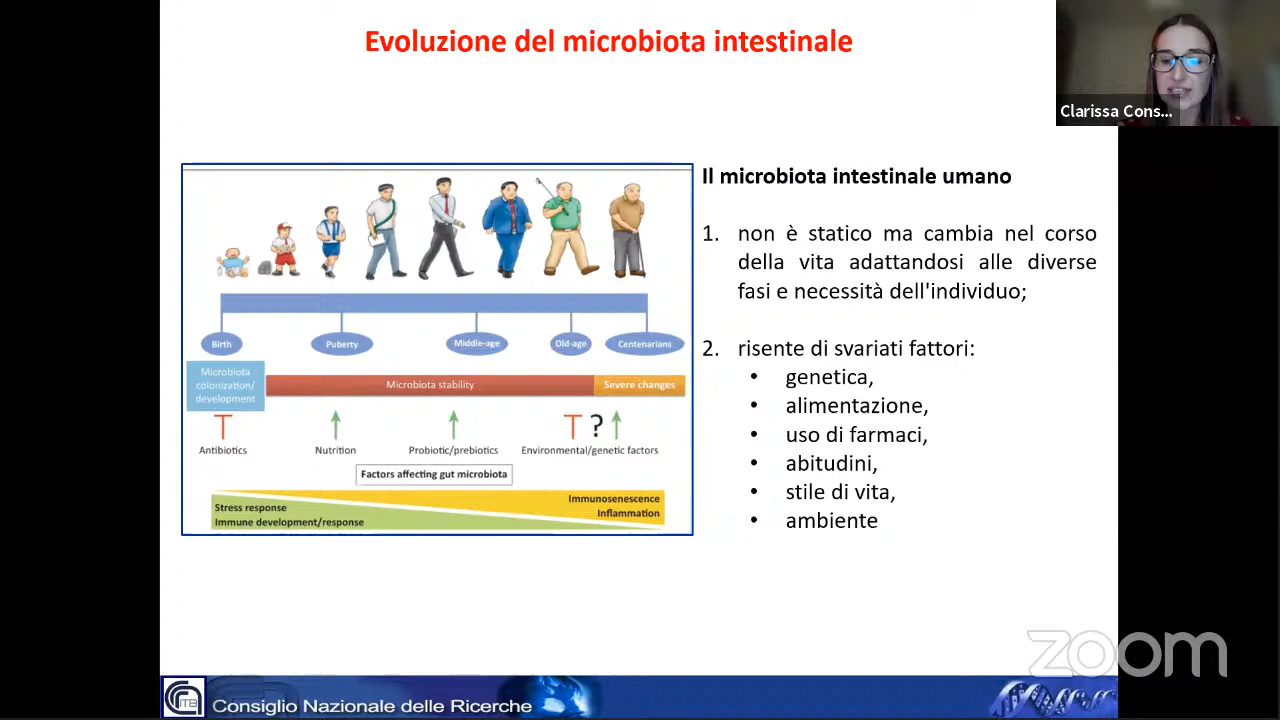 Evoluzione del microbiota intestinale
Clarissa Cons...
Il microbiota intestinale umano
1. non è statico ma cambia nel corso
della vita adattandosi alle diverse
fasi e necessità dell'individuo;
2. risente di svariati fattori:
• genetica,
• alimentazione,
• uso di farmaci,
• abitudini,
• stile di vita,
• ambiente
Birth
Puberty
Middle-age
Old-age
Centenarians
Microbiota
colonization/
development
Microbiota stability
Severe changes
?
Antibiotics
Nutrition
Probiotic/prebiotics
Environmental/genetic factors
Factors affecting gut microbiota
Stress response
Immune development/response
Immunosenescence
Inflammation
zoom
ITB
Consiglio Nazionale delle Ricerche